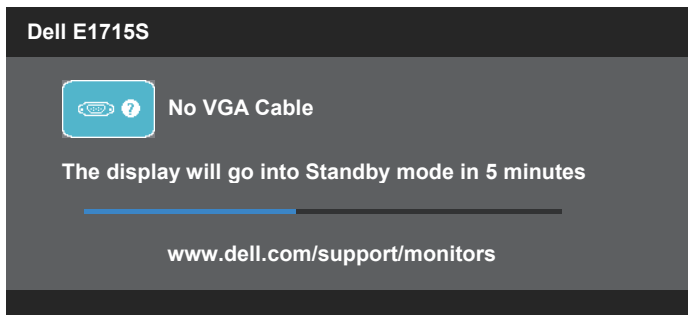 Dell E1715S
No VGA Cable
The display will go into Standby mode in 5 minutes
www.dell.com/support/monitors